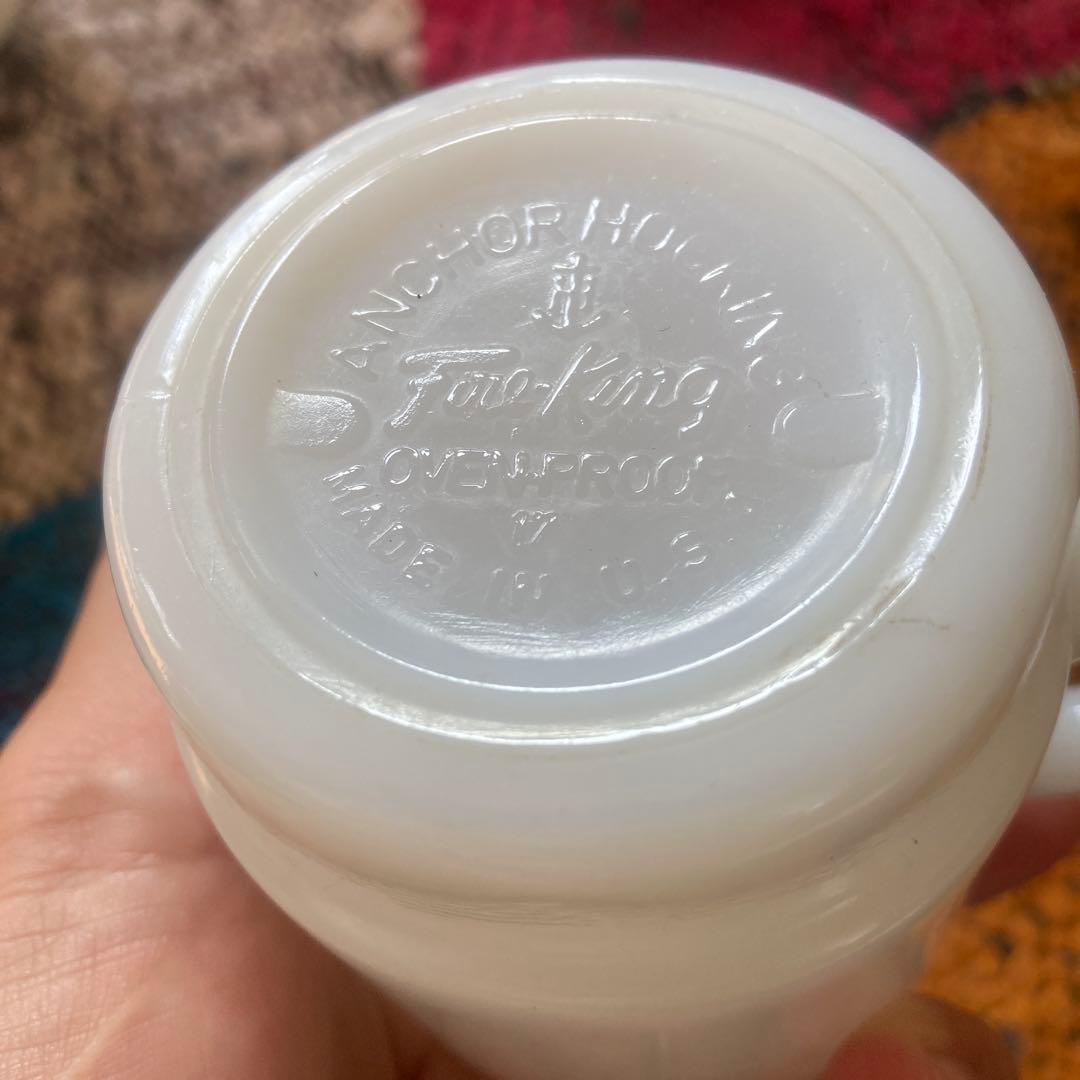 ANCHOR HOCKING
Fire-King
OVEN-PROOF
MADE IN U.S.